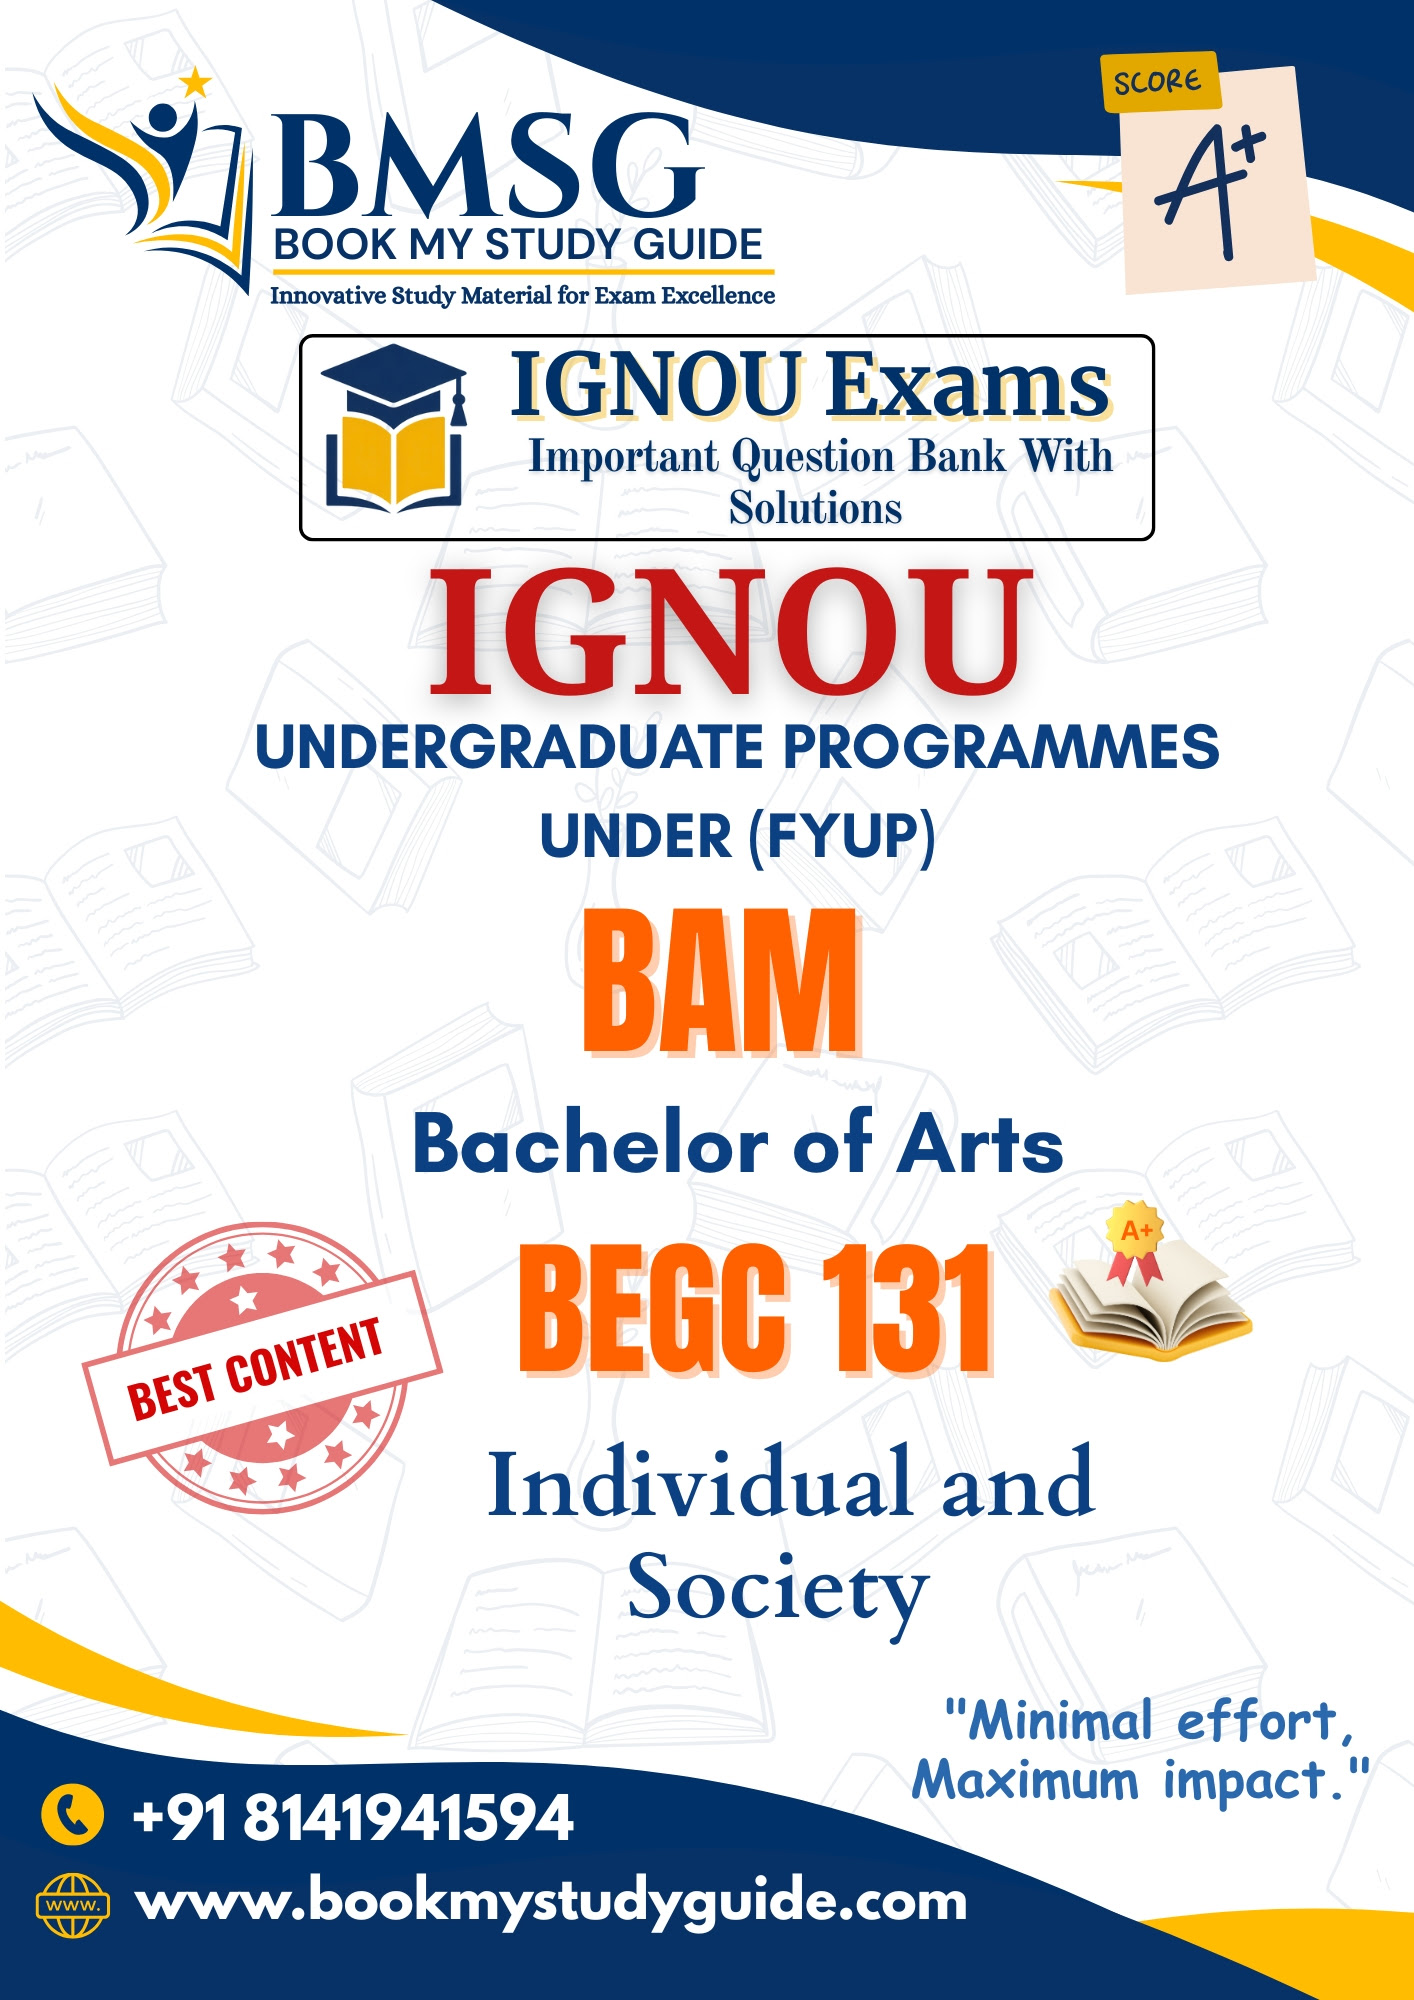 SCORE
A+
BMSG
BOOK MY STUDY GUIDE
Innovative Study Material for Exam Excellence
IGNOU Exams
Important Question Bank With
Solutions
IGNOU
UNDERGRADUATE PROGRAMMES
UNDER (FYUP)
BAM
Bachelor of Arts
A+
BEGC 131
BEST CONTENT
Individual and
Society
"Minimal effort,
Maximum impact."
+91 8141941594
www.
www.bookmystudyguide.com